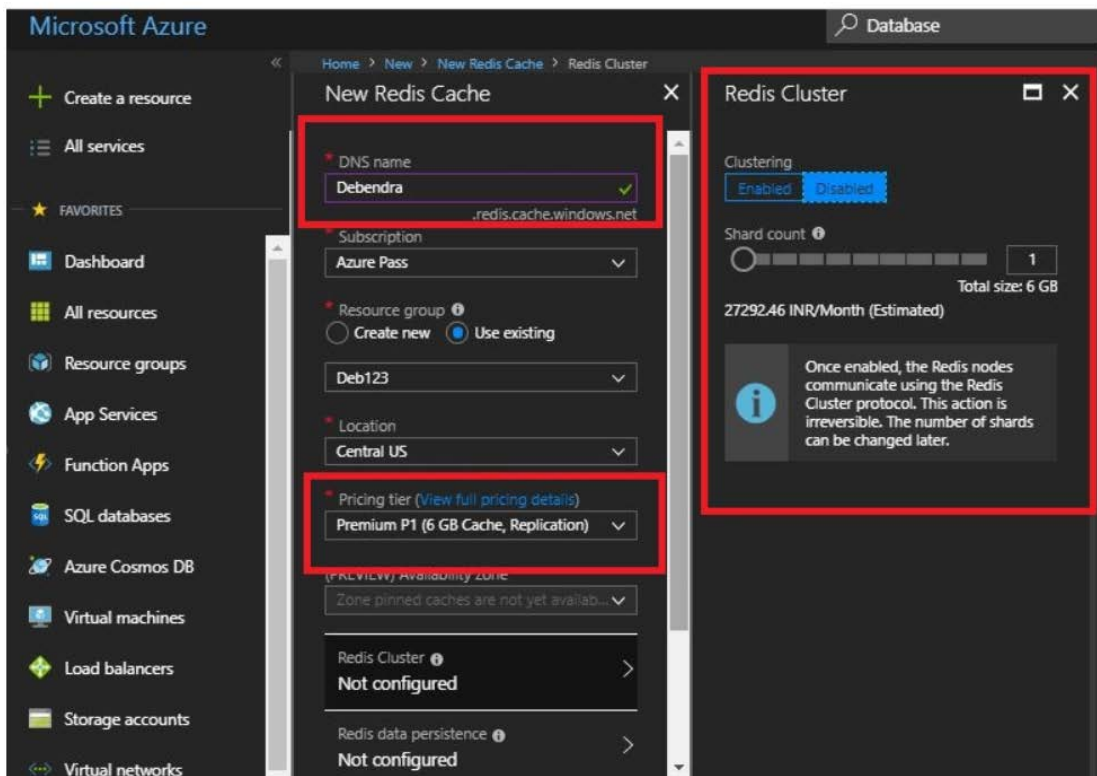 Microsoft Azure
Database
Home > New > New Redis Cache > Redis Cluster
Create a resource
All services
FAVORITES
Dashboard
All resources
Resource groups
App Services
Function Apps
SQL databases
Azure Cosmos DB
Virtual machines
Load balancers
Storage accounts
Virtual networks
New Redis Cache
* DNS name
Debendra
.redis.cache.windows.net
* Subscription
Azure Pass
* Resource group
Create new Use existing
Deb123
* Location
Central US
* Pricing tier (View full pricing details)
Premium P1 (6 GB Cache, Replication)
(PREVIEW) Availability zone
Zone pinned caches are not yet availab...
Redis Cluster
Not configured
Redis data persistence
Not configured
Redis Cluster
Clustering
Enabled Disabled
Shard count
1
Total size: 6 GB
27292.46 INR/Month (Estimated)
Once enabled, the Redis nodes
communicate using the Redis
Cluster protocol. This action is
irreversible. The number of shards
can be changed later.